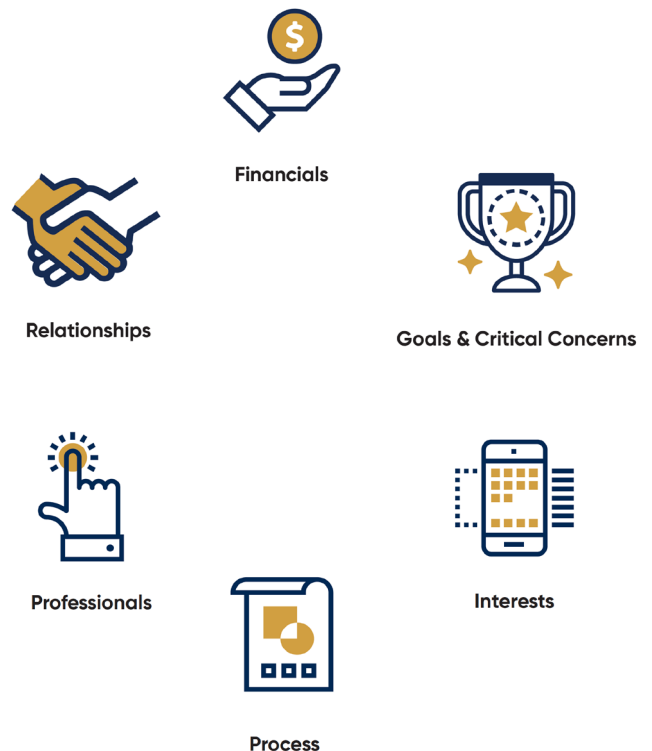 $
Financials
Relationships
Goals & Critical Concerns
Professionals
Interests
Process